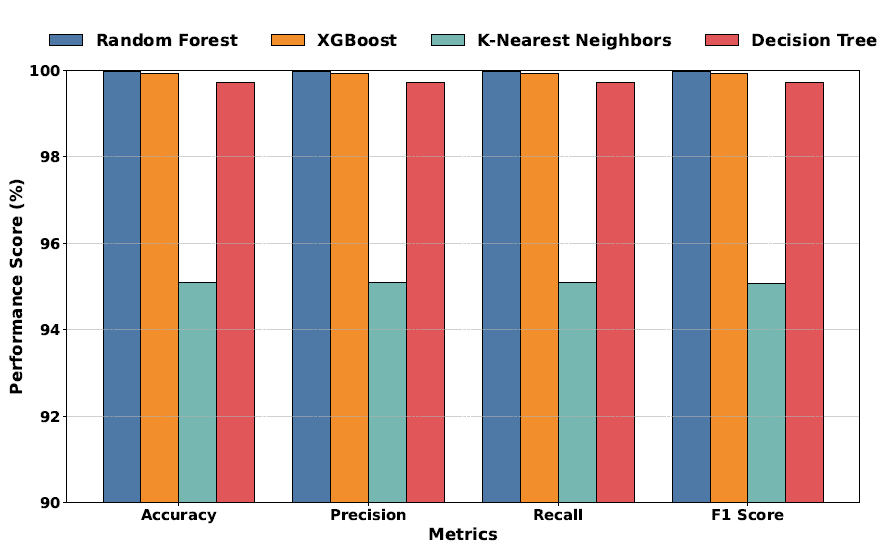 Random Forest XGBoost K-Nearest Neighbors Decision Tree
Performance Score (%)
100
98
96
94
92
90
Accuracy Precision Recall F1 Score
Metrics